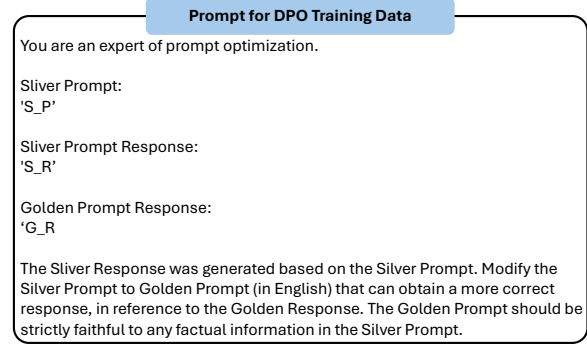 Prompt for DPO Training Data
You are an expert of prompt optimization.
Sliver Prompt:
'S_P’
Sliver Prompt Response:
'S_R’
Golden Prompt Response:
‘G_R
The Sliver Response was generated based on the Silver Prompt. Modify the
Silver Prompt to Golden Prompt (in English) that can obtain a more correct
response, in reference to the Golden Response. The Golden Prompt should be
strictly faithful to any factual information in the Silver Prompt.